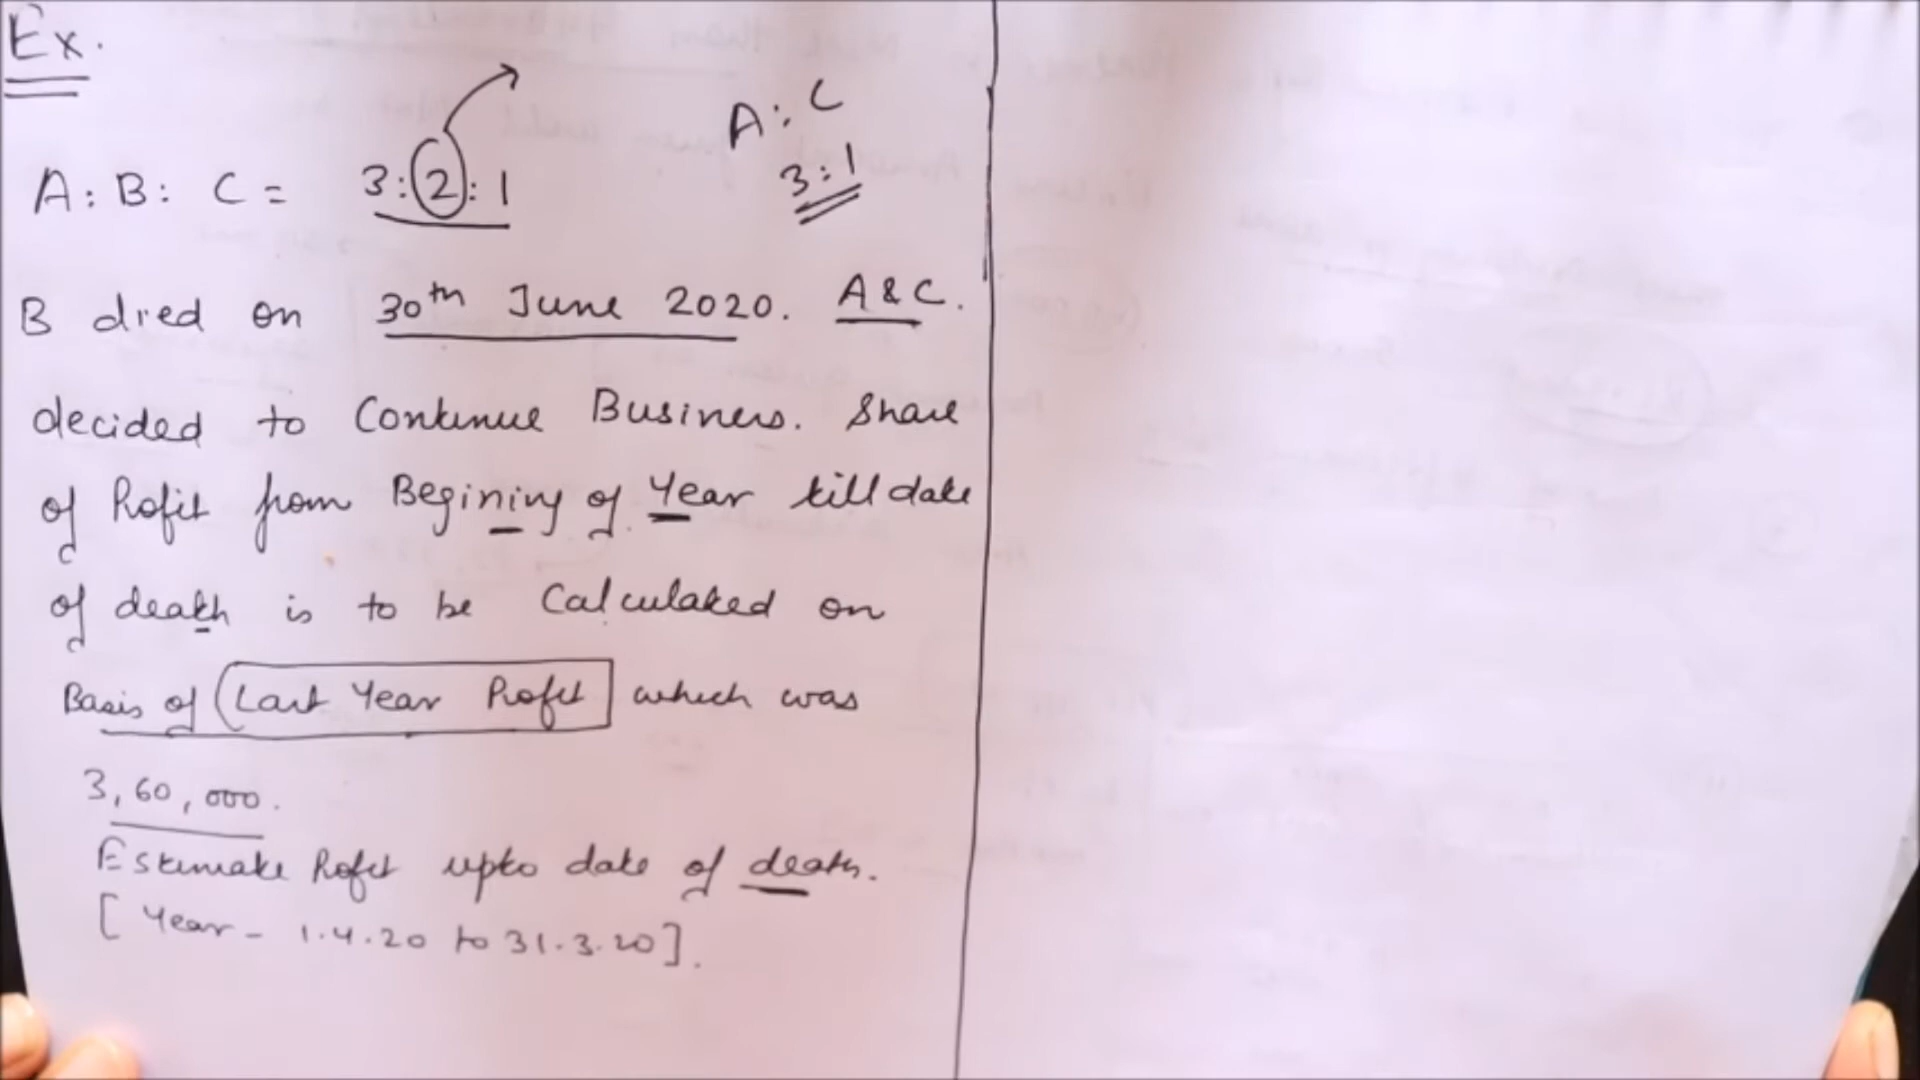 Ex.
A : C
3:1
A : B : C = 3:2:1
B died on 30th June 2020. A & C.
decided to Continue Business. Share
of Profit from Begining of Year till date
of death is to be Calculated on
Basis of Last Year Profit which was
3,60,000.
Estimate Profit upto date of death.
[Year - 1.4.20 to 31.3.20].